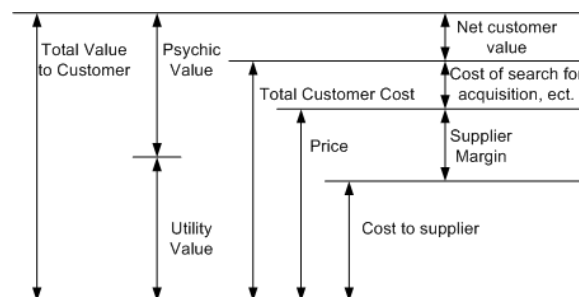 Total Value
to Customer
Psychic
Value
Utility
Value
Total Customer Cost
Price
Net customer
value
Cost of search for
acquisition, ect.
Supplier
Margin
Cost to supplier